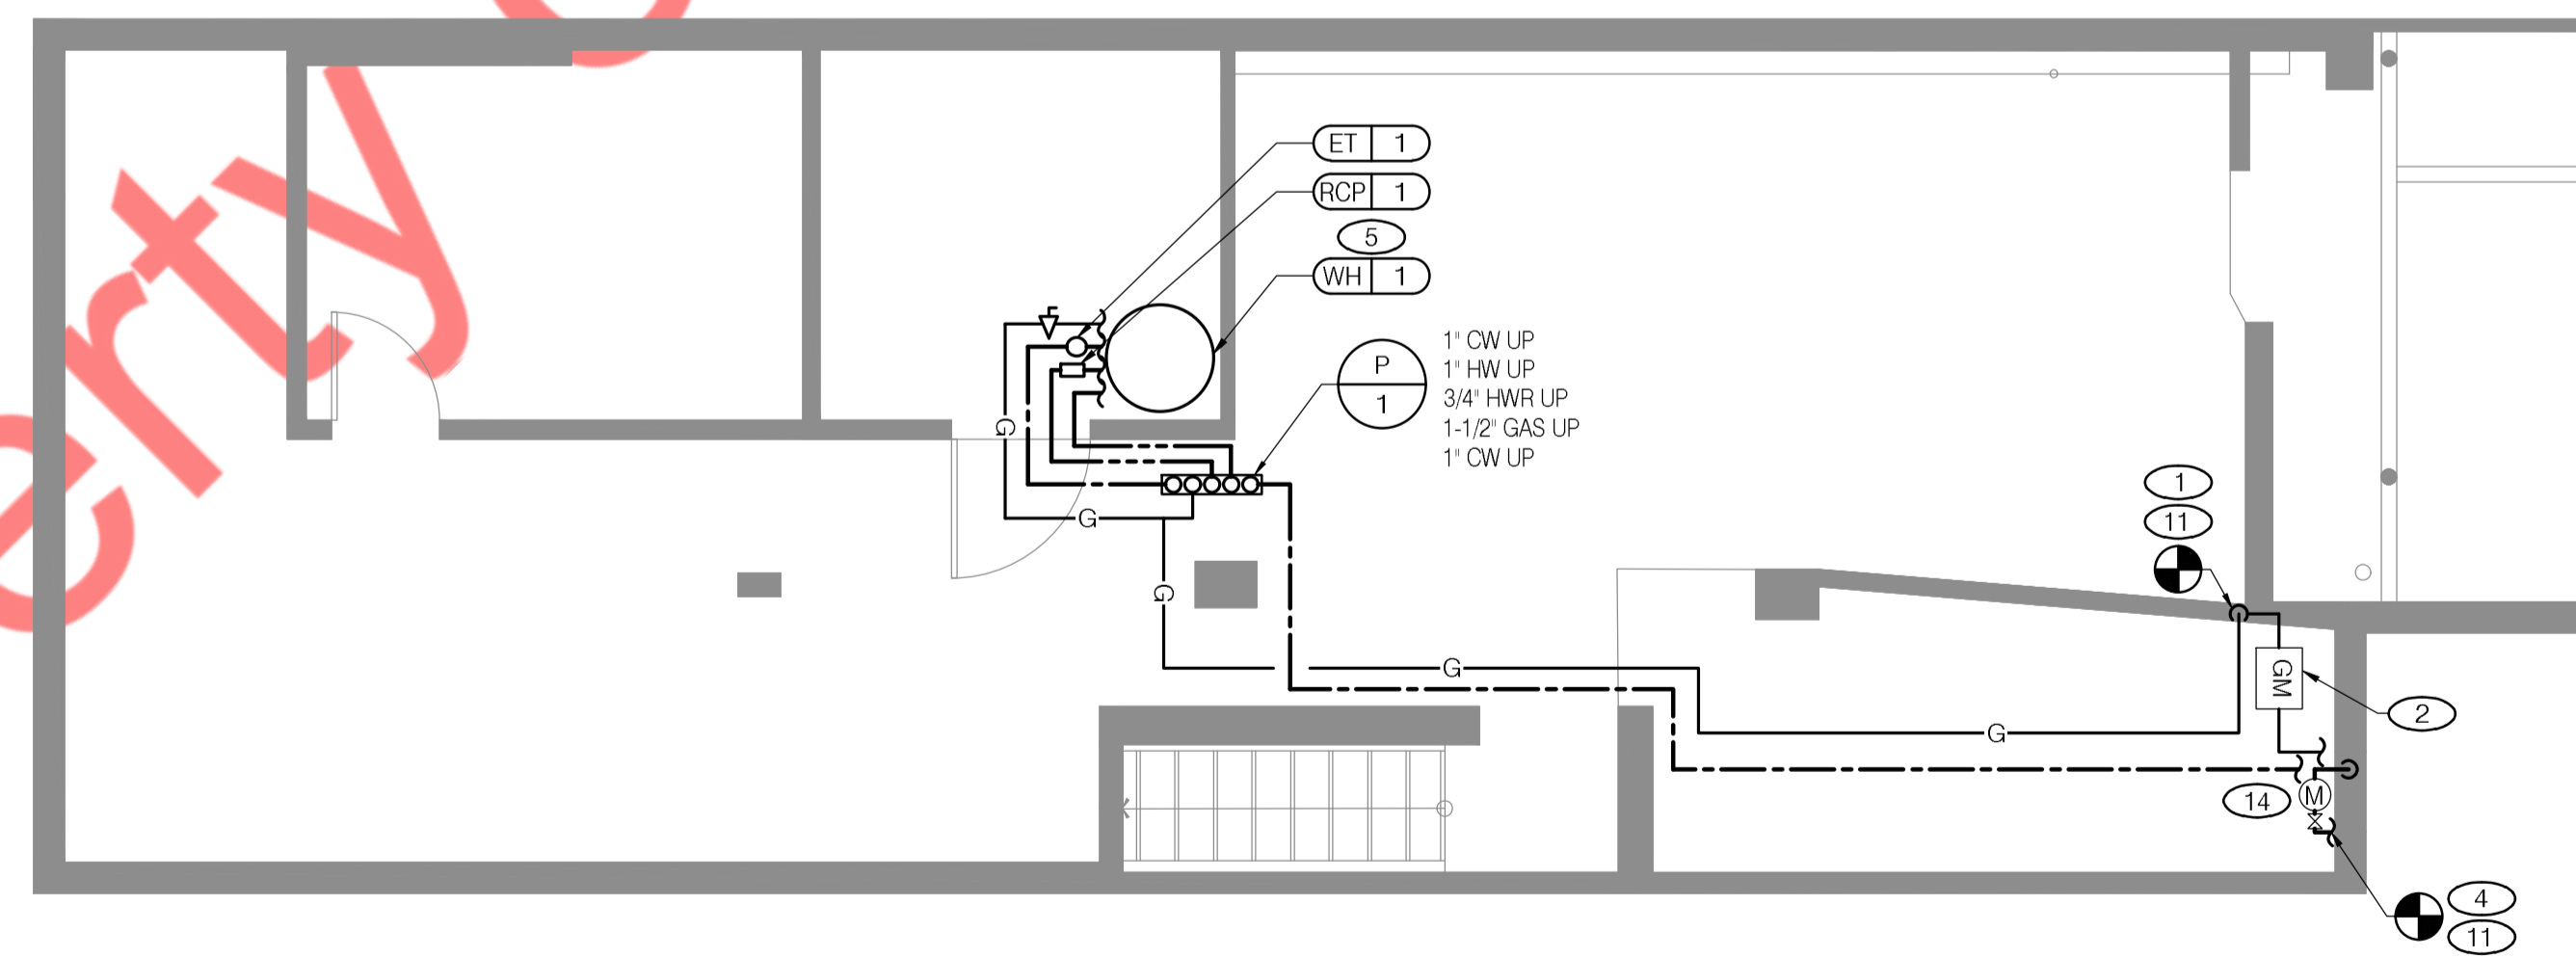 erty
ET 1
RCP 1
5
WH 1
P
1
1" CW UP
1" HW UP
3/4" HWR UP
1-1/2" GAS UP
1" CW UP
G
G
G
G
G
1
11
GM
2
14
M
4
11